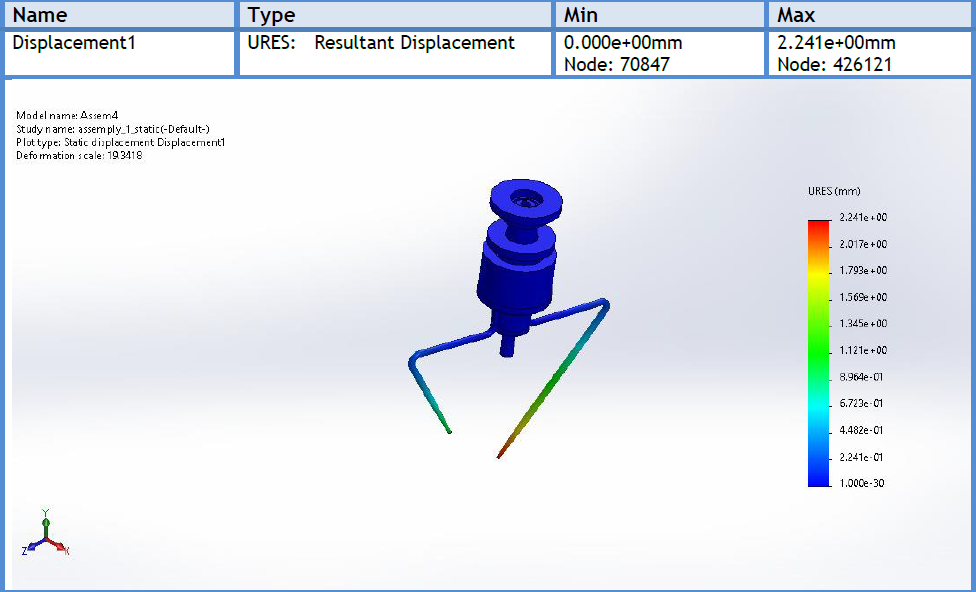 Name Type Min Max
Displacement1 URES: Resultant Displacement 0.000e+00mm 2.241e+00mm
Node: 70847 Node: 426121
Model name: Assem4
Study name: assemply_1_static(-Default-)
Plot type: Static displacement Displacement1
Deformation scale: 19.3418
URES (mm)
2.241e+00
2.017e+00
1.793e+00
1.569e+00
1.345e+00
1.121e+00
8.964e-01
6.723e-01
4.482e-01
2.241e-01
1.000e-30
Y
Z X